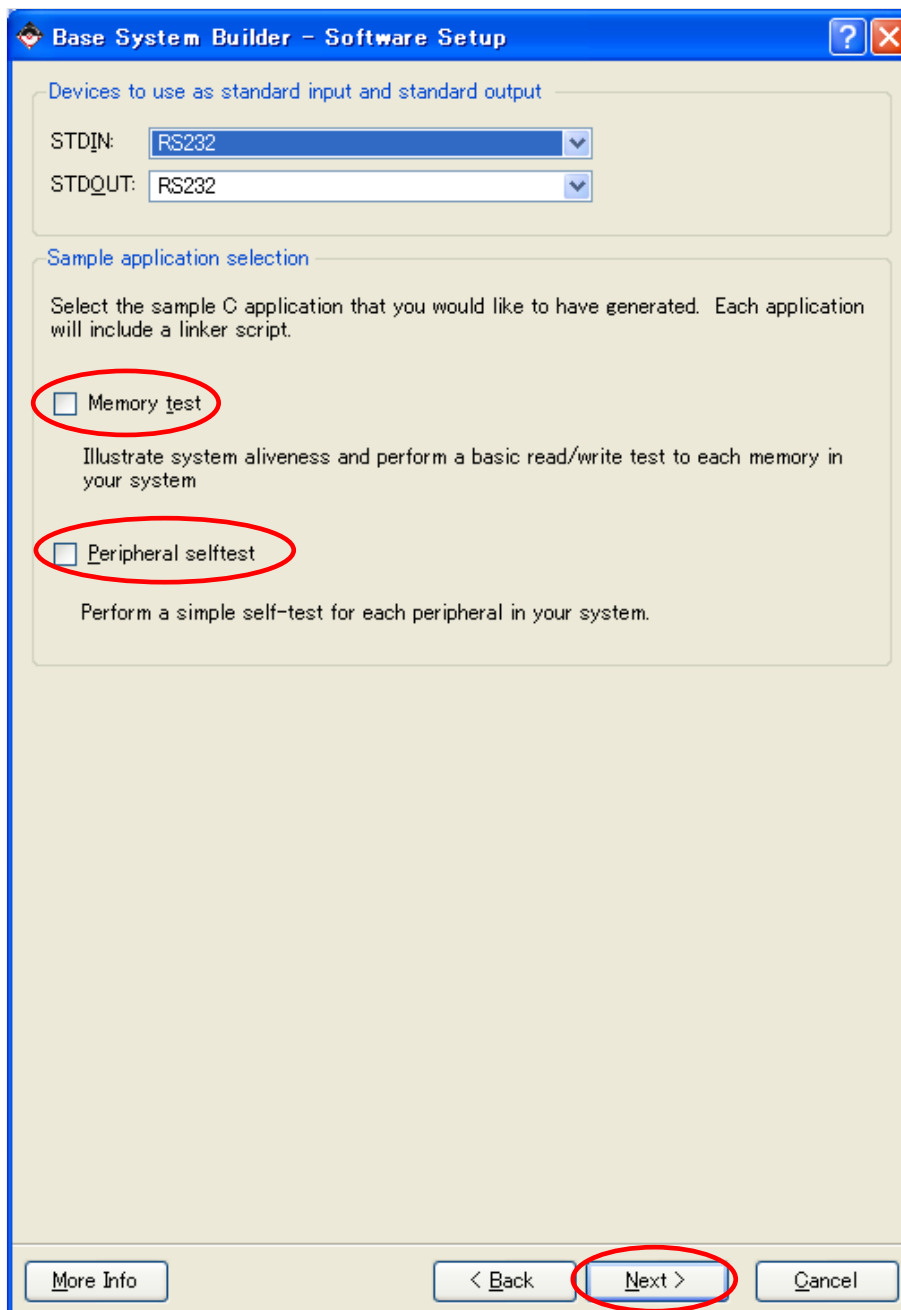 Base System Builder - Software Setup
Devices to use as standard input and standard output
STDIN: RS232
STDOUT: RS232
Sample application selection
Select the sample C application that you would like to have generated. Each application
will include a linker script.
Memory test
Illustrate system aliveness and perform a basic read/write test to each memory in
your system
Peripheral selftest
Perform a simple self-test for each peripheral in your system.
More Info < Back Next > Cancel